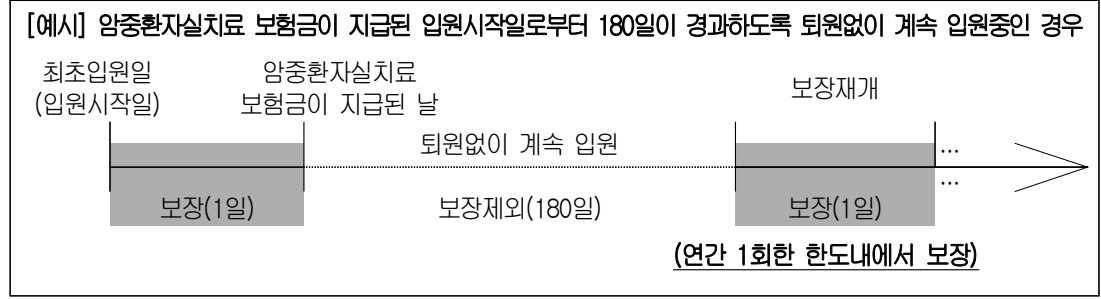 [예시] 암중환자실치료 보험금이 지급된 입원시작일로부터 180일이 경과하도록 퇴원없이 계속 입원중인 경우
최초입원일
(입원시작일)
암중환자실치료
보험금이 지급된 날
보장재개
퇴원없이 계속 입원
...
...
보장(1일)
보장제외(180일)
보장(1일)
(연간 1회한 한도내에서 보장)